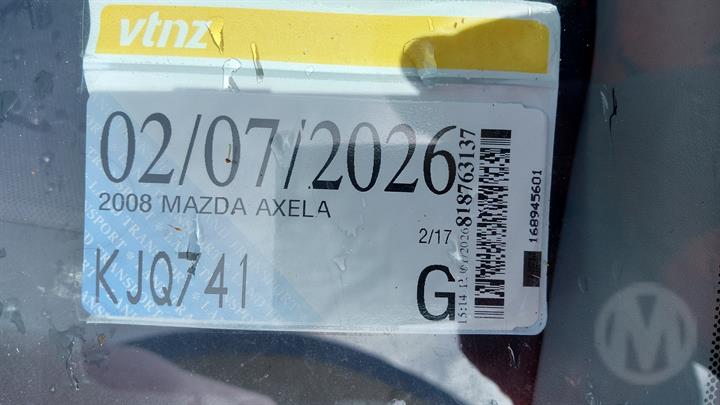 vtnz
02/07/2026
2008 MAZDA AXELA
2/17
KJQ741
G
818763137
168945601
M